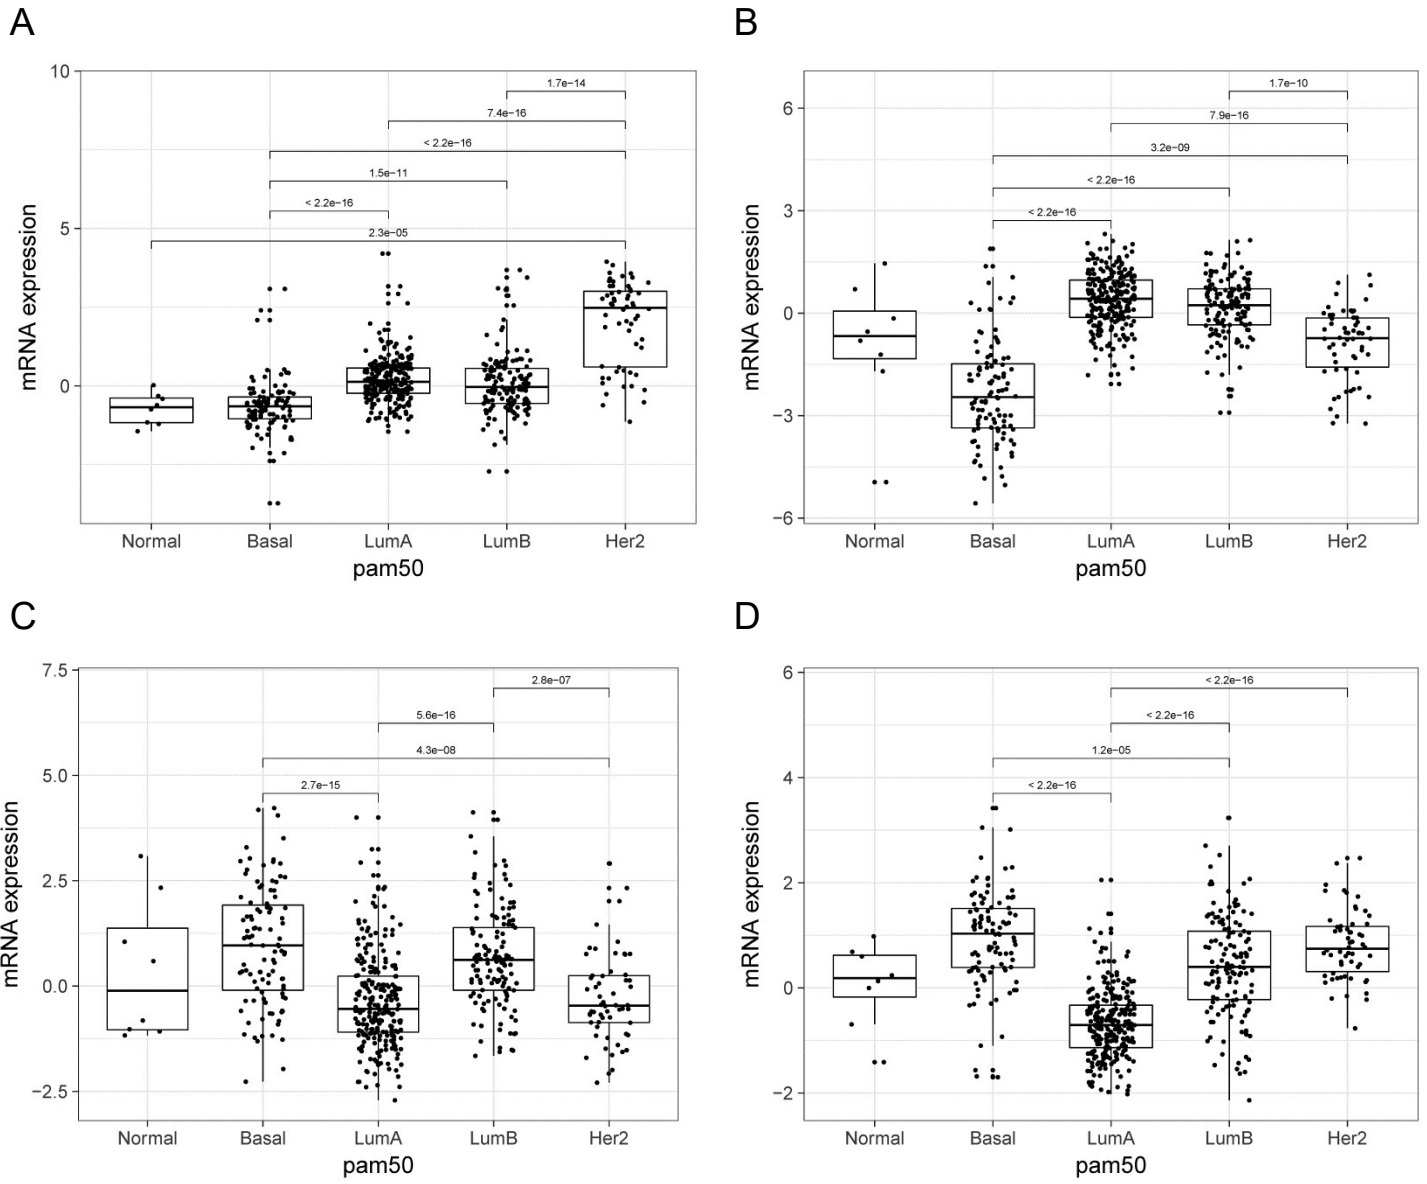 A
10
5
0
mRNA expression
1.7e−14
7.4e−16
< 2.2e−16
1.5e−11
< 2.2e−16
2.3e−05
Normal Basal LumA LumB Her2
pam50
B
6
3
0
−3
−6
mRNA expression
1.7e−10
7.9e−16
3.2e−09
< 2.2e−16
< 2.2e−16
Normal Basal LumA LumB Her2
pam50
C
7.5
5.0
2.5
0.0
−2.5
mRNA expression
2.8e−07
5.6e−16
4.3e−08
2.7e−15
Normal Basal LumA LumB Her2
pam50
D
6
4
2
0
−2
mRNA expression
< 2.2e−16
< 2.2e−16
1.2e−05
< 2.2e−16
Normal Basal LumA LumB Her2
pam50